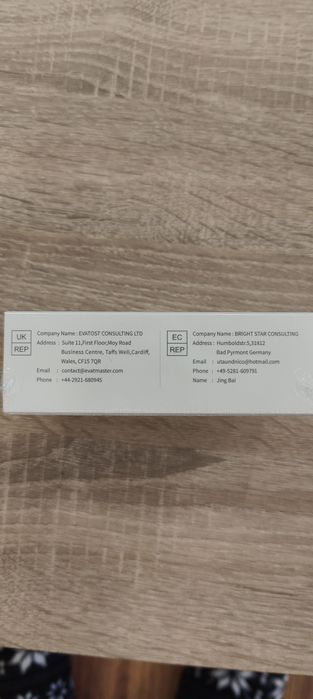 UK
REP
Company Name : EVATOST CONSULTING LTD
Address : Suite 11,First Floor,Moy Road
Business Centre, Taffs Well,Cardiff,
Wales, CF15 7QR
Email : contact@evatmaster.com
Phone : +44-2921-680945
EC
REP
Company Name : BRIGHT STAR CONSULTING
Address : Humboldstr.5,31812
Bad Pyrmont Germany
Email : utaundnico@hotmail.com
Phone : +49-5281-609791
Name : Jing Bai